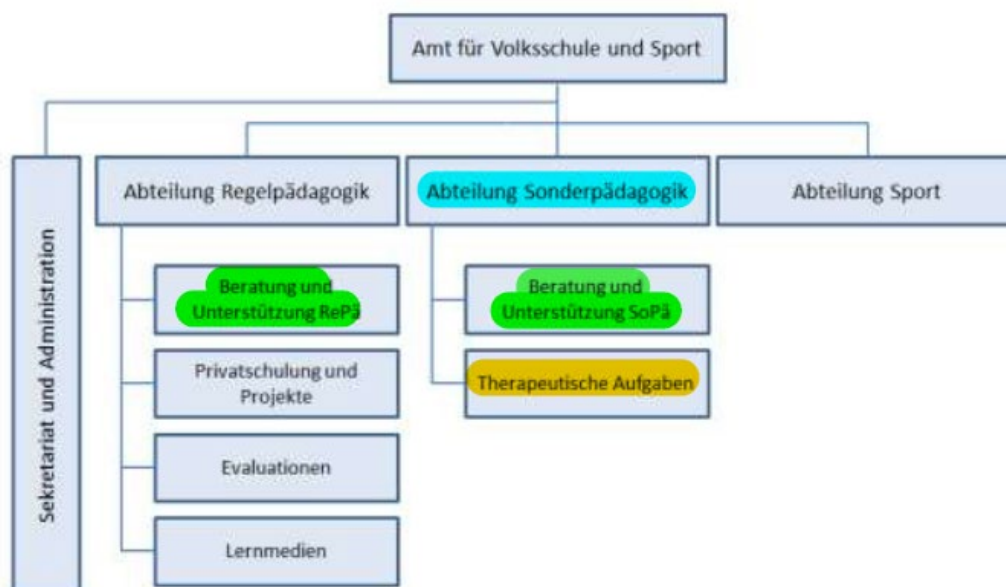 Amt für Volksschule und Sport
Sekretariat und Administration
Abteilung Regelpädagogik
Abteilung Sonderpädagogik
Abteilung Sport
Beratung und
Unterstützung RePä
Privatschulung und
Projekte
Evaluationen
Lernmedien
Beratung und
Unterstützung SoPä
Therapeutische Aufgaben